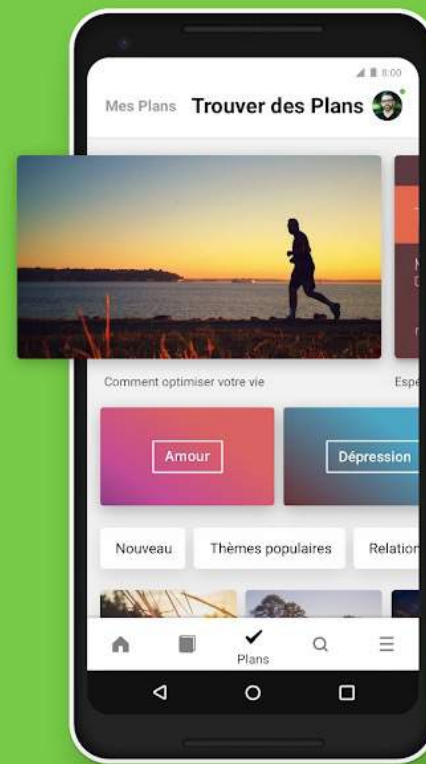 8:00
Mes Plans Trouver des Plans
Comment optimiser votre vie
Amour Dépression
Nouveau Thèmes populaires
Plans